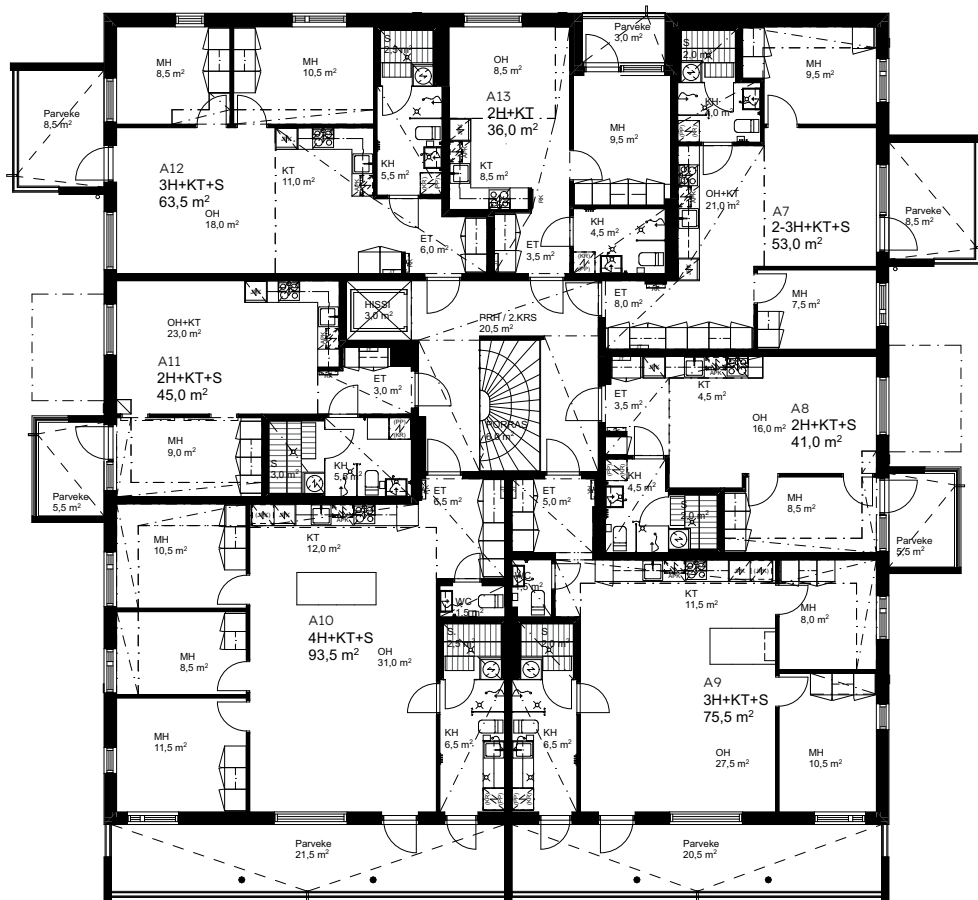 MH
8,5 m²
MH
10,5 m²
S
2,5 m²
OH
8,5 m²
A13
2H+KT
36,0 m²
Parveke
3,0 m²
S
2,0 m²
MH
9,5 m²
Parveke
8,5 m²
A12
3H+KT+S
63,5 m²
OH
18,0 m²
KT
11,0 m²
KH
5,5 m²
KT
8,5 m²
MH
9,5 m²
KH
4,0 m²
OH+KT
21,0 m²
A7
2-3H+KT+S
53,0 m²
Parveke
8,5 m²
ET
6,0 m²
ET
3,5 m²
KH
4,5 m²
ET
8,0 m²
MH
7,5 m²
HISSI
3,0 m²
PRH / 2.KRS
20,5 m²
OH+KT
23,0 m²
A11
2H+KT+S
45,0 m²
ET
3,0 m²
PORRAS
ET
3,5 m²
KT
4,5 m²
OH
16,0 m²
A8
2H+KT+S
41,0 m²
MH
9,0 m²
S
3,0 m²
KH
Parveke
5,5 m²
ET
ET
5,0 m²
KH
4,5 m²
MH
8,5 m²
Parveke
5,5 m²
MH
10,5 m²
KT
12,0 m²
A10
4H+KT+S
93,5 m²
OH
31,0 m²
WC
1,5 m²
KT
11,5 m²
MH
8,0 m²
MH
8,5 m²
S
2,5 m²
S
A9
3H+KT+S
75,5 m²
MH
11,5 m²
KH
6,5 m²
KH
6,5 m²
OH
27,5 m²
MH
10,5 m²
Parveke
21,5 m²
Parveke
20,5 m²